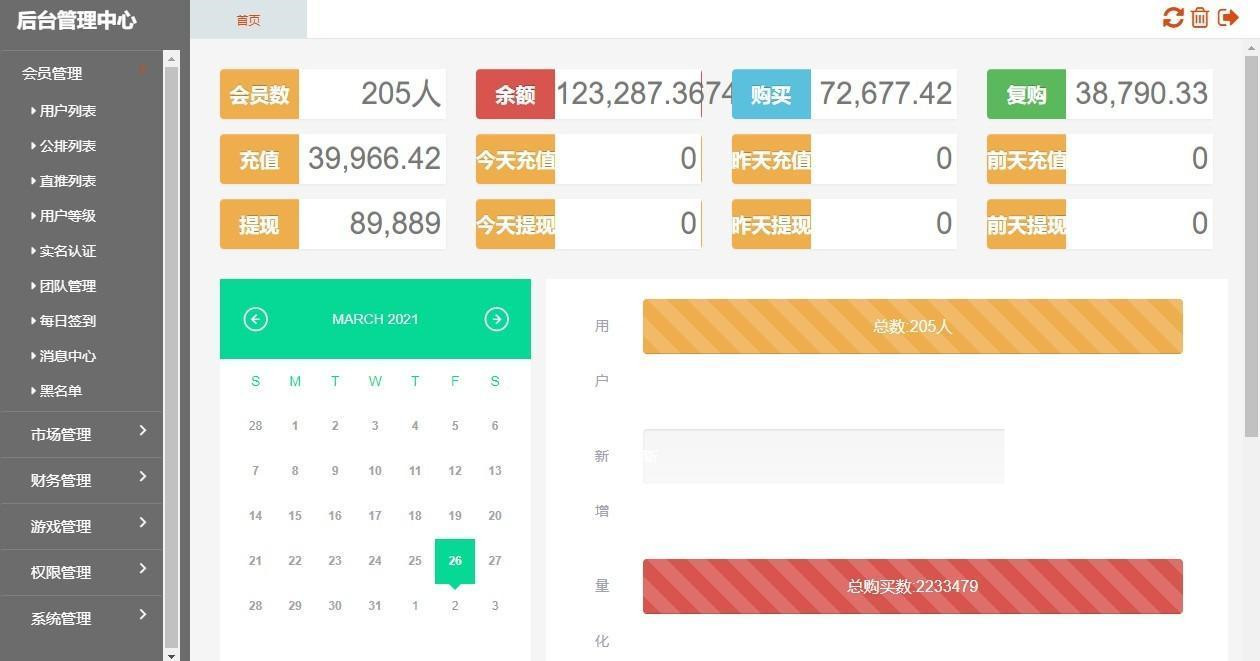 后台管理中心
首页
会员管理
用户列表
公排列表
直推列表
用户等级
实名认证
团队管理
每日签到
消息中心
黑名单
市场管理
财务管理
游戏管理
权限管理
系统管理
会员数 205人 余额 123,287.3674 购买 72,677.42 复购 38,790.33
充值 39,966.42 今天充值 0 昨天充值 0 前天充值 0
提现 89,889 今天提现 0 昨天提现 0 前天提现 0
MARCH 2021
S M T W T F S
28 1 2 3 4 5 6
7 8 9 10 11 12 13
14 15 16 17 18 19 20
21 22 23 24 25 26 27
28 29 30 31 1 2 3
用户
总数:205人
新增
量化
总购买数:2233479